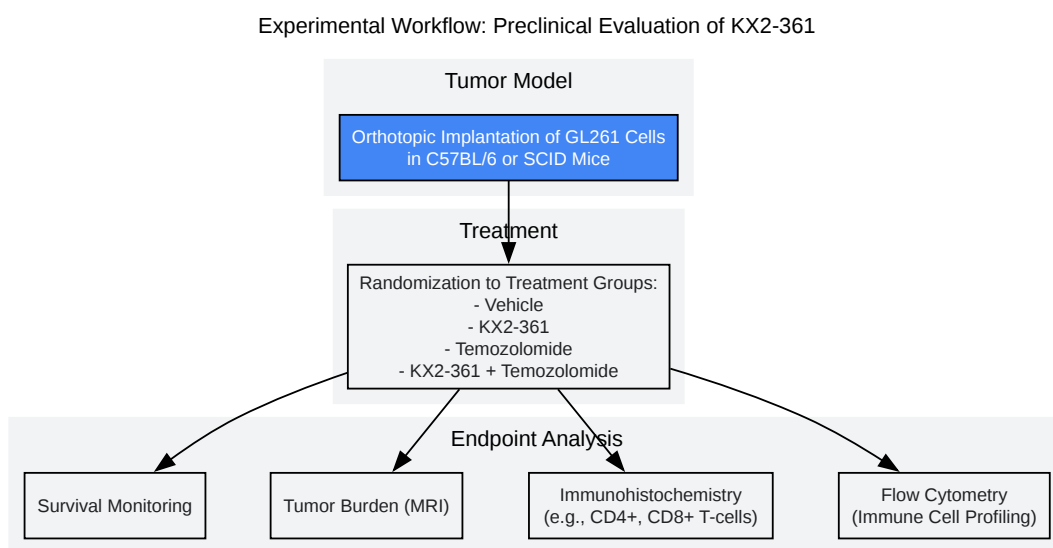 Experimental Workflow: Preclinical Evaluation of KX2-361
Tumor Model
Orthotopic Implantation of GL261 Cells
in C57BL/6 or SCID Mice
Treatment
Randomization to Treatment Groups:
- Vehicle
- KX2-361
- Temozolomide
- KX2-361 + Temozolomide
Endpoint Analysis
Survival Monitoring
Tumor Burden (MRI)
Immunohistochemistry
(e.g., CD4+, CD8+ T-cells)
Flow Cytometry
(Immune Cell Profiling)